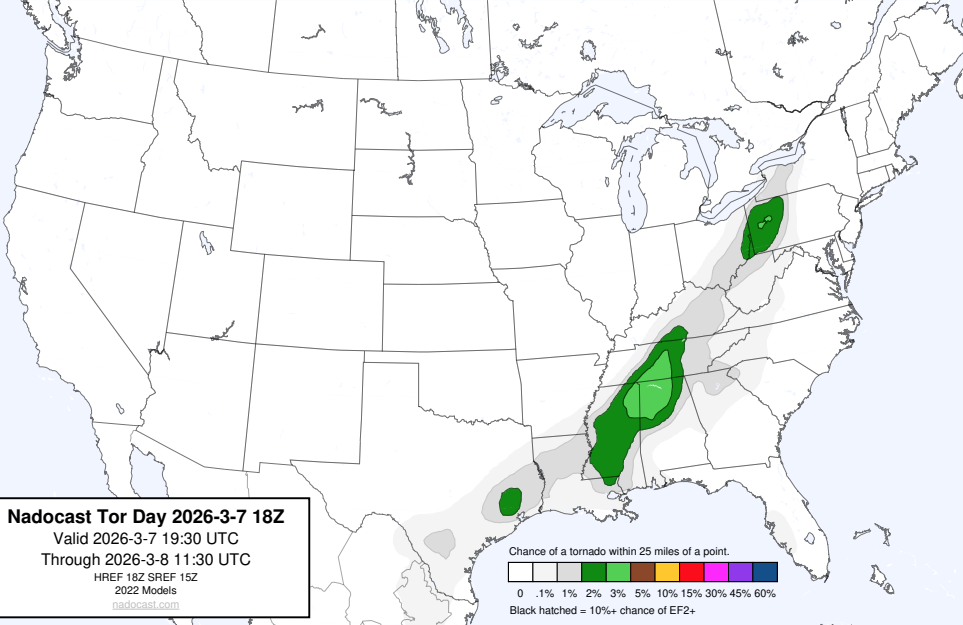 Nadocast Tor Day 2026-3-7 18Z
Valid 2026-3-7 19:30 UTC
Through 2026-3-8 11:30 UTC
HREF 18Z SREF 15Z
2022 Models
nadocast.com
Chance of a tornado within 25 miles of a point.
0 .1% 1% 2% 3% 5% 10% 15% 30% 45% 60%
Black hatched = 10%+ chance of EF2+